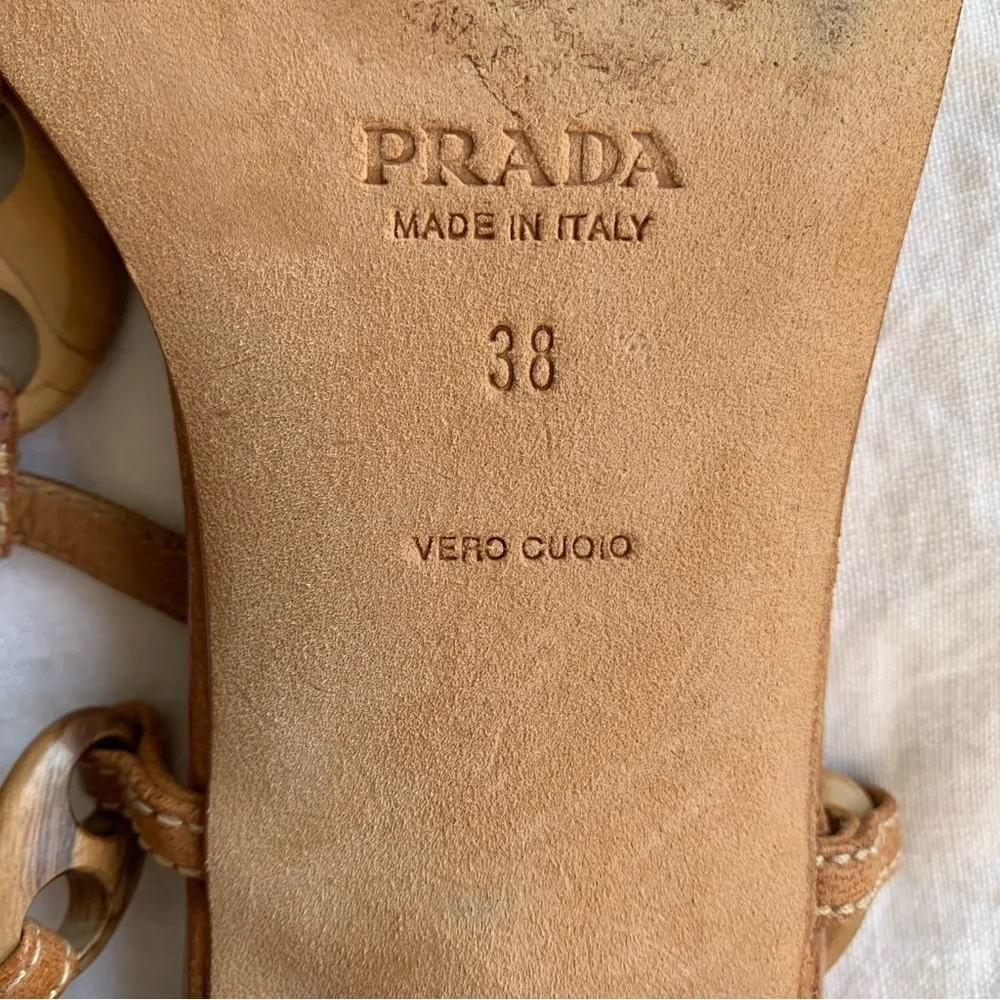 PRADA
MADE IN ITALY
38
VERO CUOIO